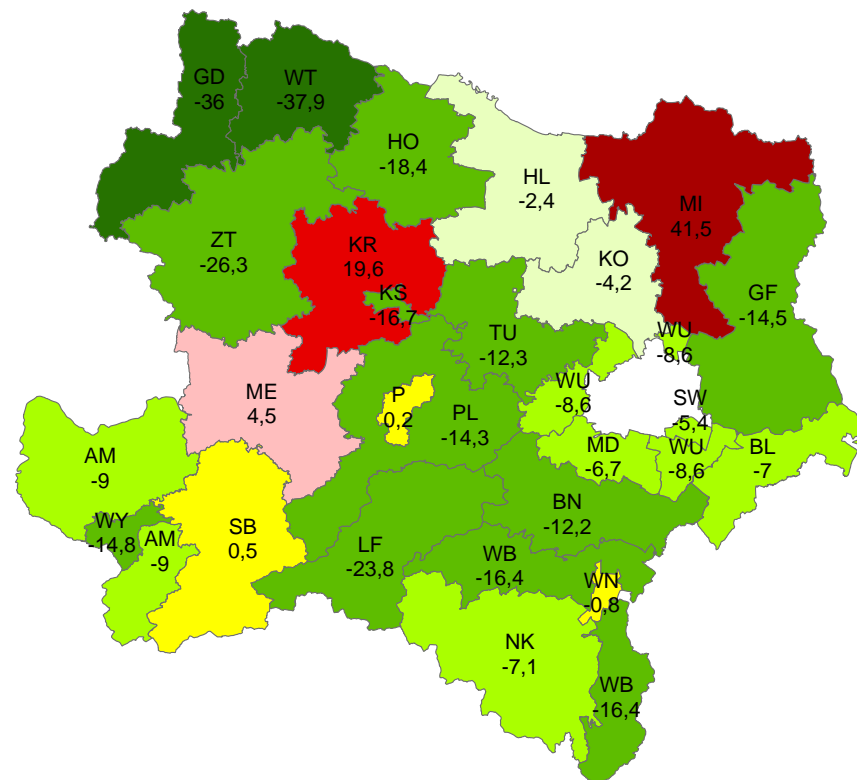 GD
-36
WT
-37,9
HO
-18,4
HL
-2,4
MI
41,5
ZT
-26,3
KR
19,6
KO
-4,2
GF
-14,5
KS
-16,7
TU
-12,3
WU
-8,6
ME
4,5
P
0,2
PL
-14,3
WU
-8,6
SW
-5,4
AM
-9
MD
-6,7
WU
-8,6
BL
-7
WY
-14,8
AM
-9
SB
0,5
LF
-23,8
BN
-12,2
WB
-16,4
WN
-0,8
NK
-7,1
WB
-16,4